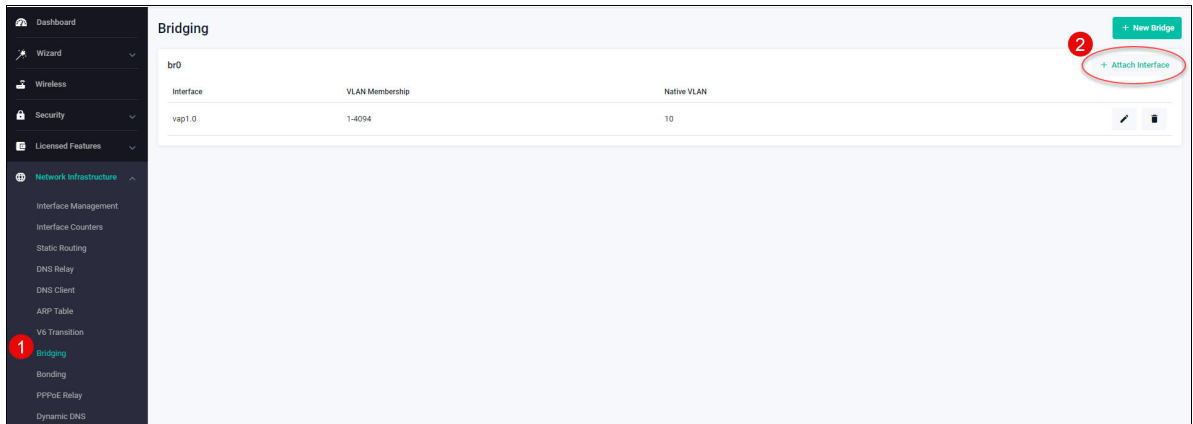 Dashboard
Wizard
Wireless
Security
Licensed Features
Network Infrastructure
Interface Management
Interface Counters
Static Routing
DNS Relay
DNS Client
ARP Table
V6 Transition
1
Bridging
Bonding
PPPoE Relay
Dynamic DNS
Bridging
+ New Bridge
2
br0
+ Attach Interface
Interface VLAN Membership Native VLAN
vap1.0 1-4094 10